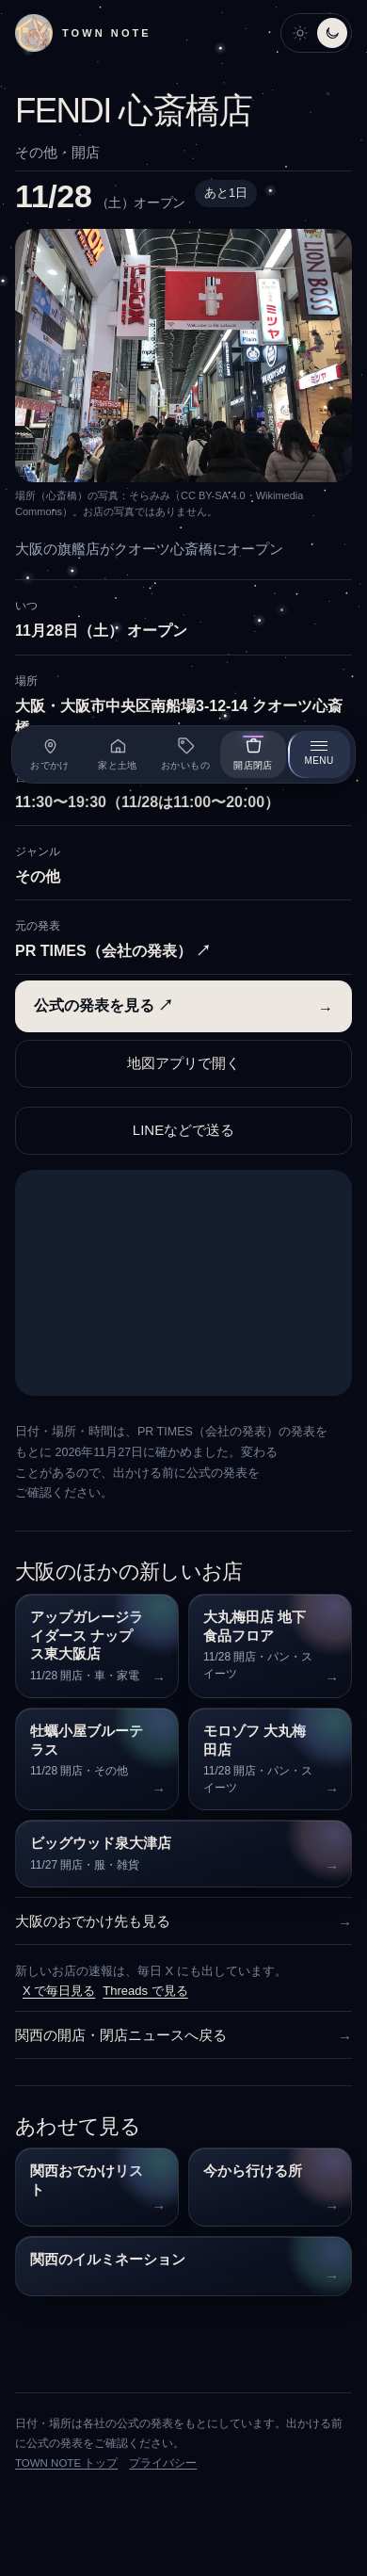 TOWN NOTE
FENDI 心斎橋店
その他・開店
11/28（土）オープン あと1日
LION BOSS
ミツヤ
場所（心斎橋）の写真：そらみみ（CC BY-SA 4.0・Wikimedia
Commons）。お店の写真ではありません。
大阪の旗艦店がクオーツ心斎橋にオープン
いつ
11月28日（土） オープン
場所
大阪・大阪市中央区南船場3-12-14 クオーツ心斎
橋
おでかけ
家と土地
おかいもの
開店閉店
MENU
11:30〜19:30（11/28は11:00〜20:00）
ジャンル
その他
元の発表
PR TIMES（会社の発表） ↗
公式の発表を見る ↗ →
地図アプリで開く
LINEなどで送る
日付・場所・時間は、PR TIMES（会社の発表）の発表を
もとに 2026年11月27日に確かめました。変わる
ことがあるので、出かける前に公式の発表を
ご確認ください。
大阪のほかの新しいお店
アップガレージラ
イダース ナップ
ス東大阪店
11/28 開店・車・家電 →
大丸梅田店 地下
食品フロア
11/28 開店・パン・ス
イーツ →
牡蠣小屋ブルーテ
ラス
11/28 開店・その他
→
モロゾフ 大丸梅
田店
11/28 開店・パン・ス
イーツ →
ビッグウッド泉大津店
11/27 開店・服・雑貨 →
大阪のおでかけ先も見る →
新しいお店の速報は、毎日 X にも出しています。
X で毎日見る Threads で見る
関西の開店・閉店ニュースへ戻る →
あわせて見る
関西おでかけリス
ト
→
今から行ける所
→
関西のイルミネーション
→
日付・場所は各社の公式の発表をもとにしています。出かける前
に公式の発表をご確認ください。
TOWN NOTE トップ プライバシー